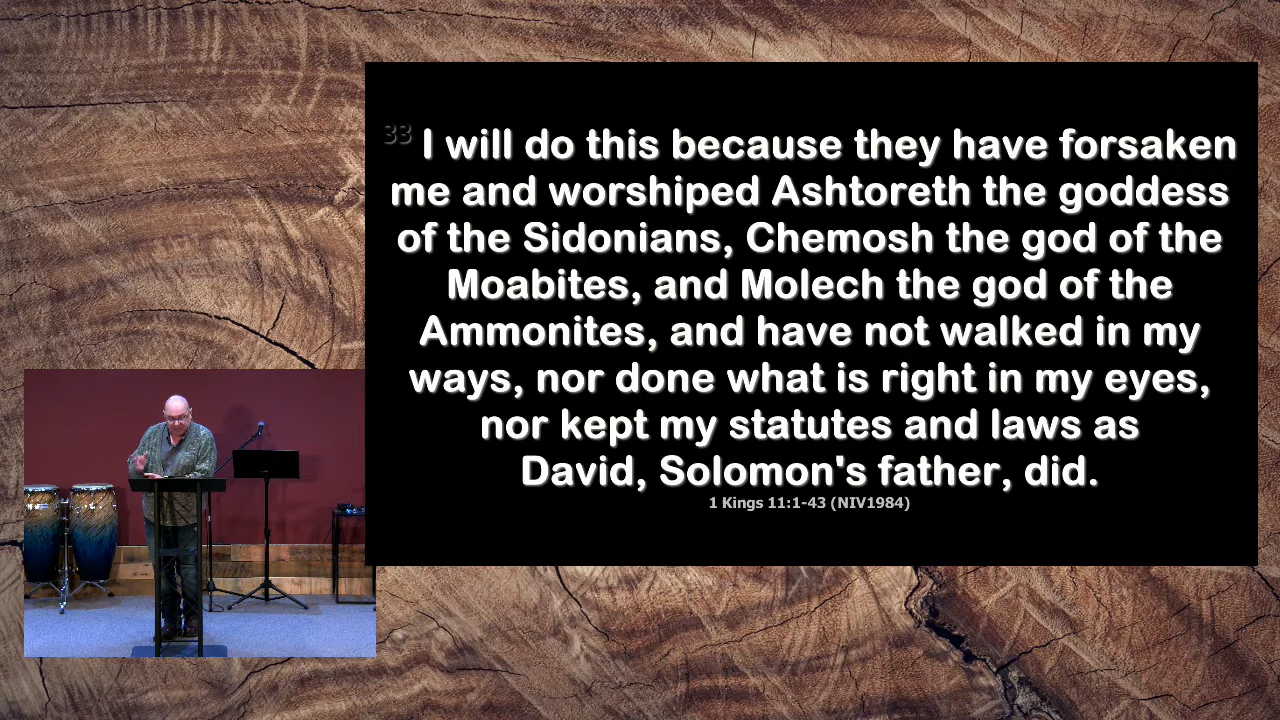 33 I will do this because they have forsaken
me and worshiped Ashtoreth the goddess
of the Sidonians, Chemosh the god of the
Moabites, and Molech the god of the
Ammonites, and have not walked in my
ways, nor done what is right in my eyes,
nor kept my statutes and laws as
David, Solomon's father, did.
1 Kings 11:1-43 (NIV1984)